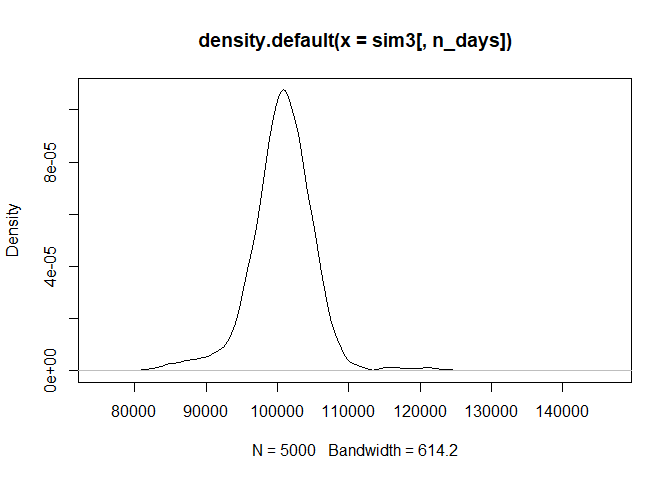 density.default(x = sim3[, n_days])
Density
0e+00 4e-05 8e-05
80000 90000 100000 110000 120000 130000 140000
N = 5000 Bandwidth = 614.2